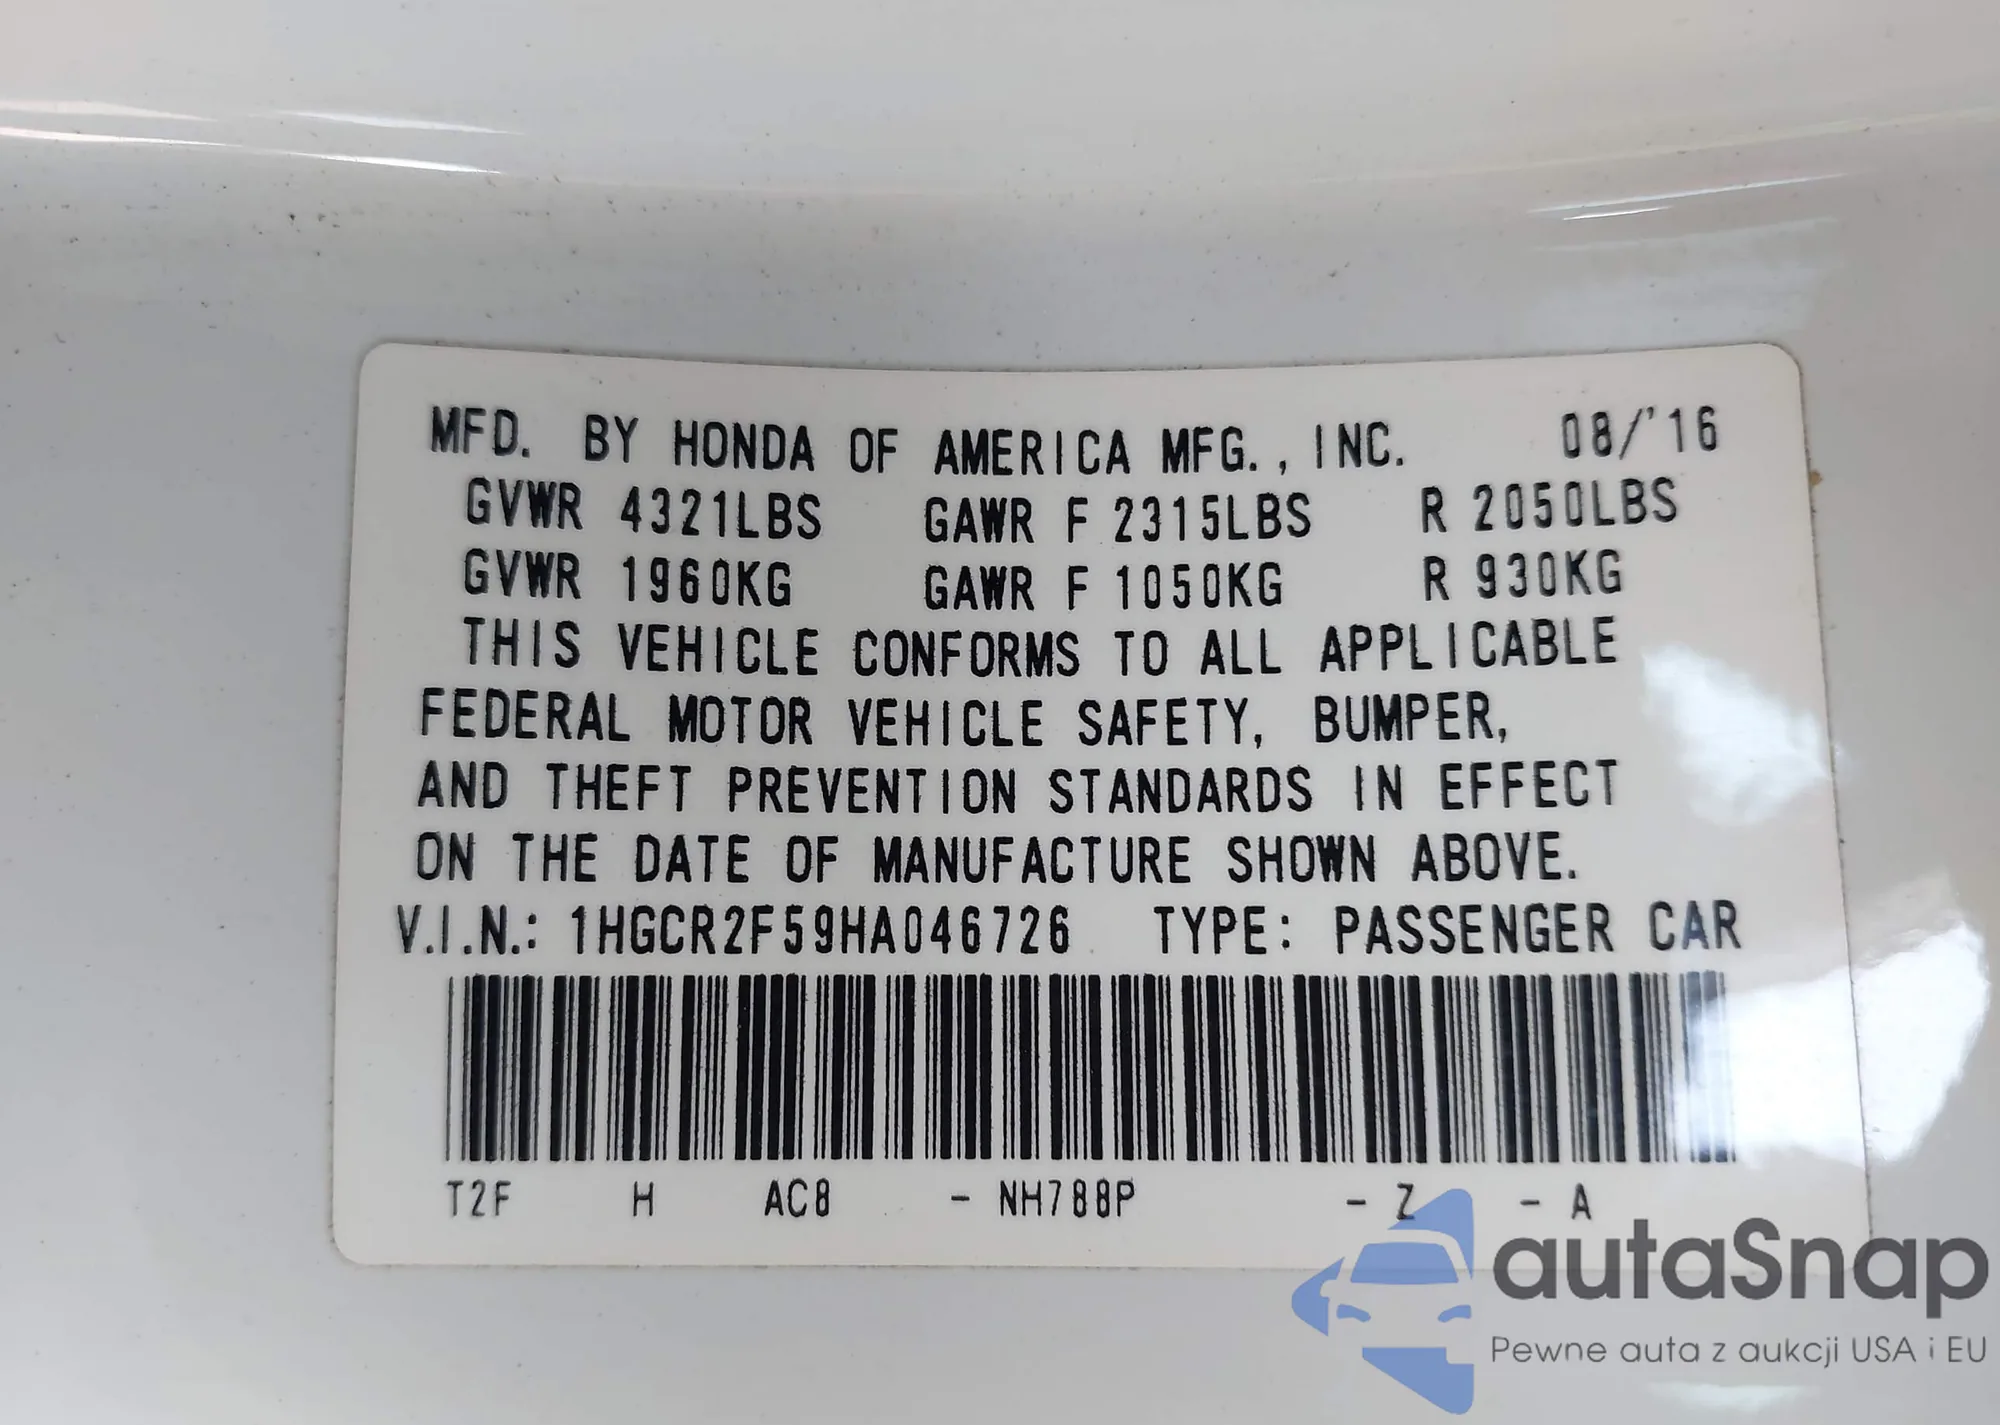 MFD. BY HONDA OF AMERICA MFG., INC. 08/'16
GVWR 4321LBS GAWR F 2315LBS R 2050LBS
GVWR 1960KG GAWR F 1050KG R 930KG
THIS VEHICLE CONFORMS TO ALL APPLICABLE
FEDERAL MOTOR VEHICLE SAFETY, BUMPER,
AND THEFT PREVENTION STANDARDS IN EFFECT
ON THE DATE OF MANUFACTURE SHOWN ABOVE.
V.I.N.: 1HGCR2F59HA046726 TYPE: PASSENGER CAR
T2F H AC8 - NH788P - Z - A
autaSnap
Pewne auta z aukcji USA i EU